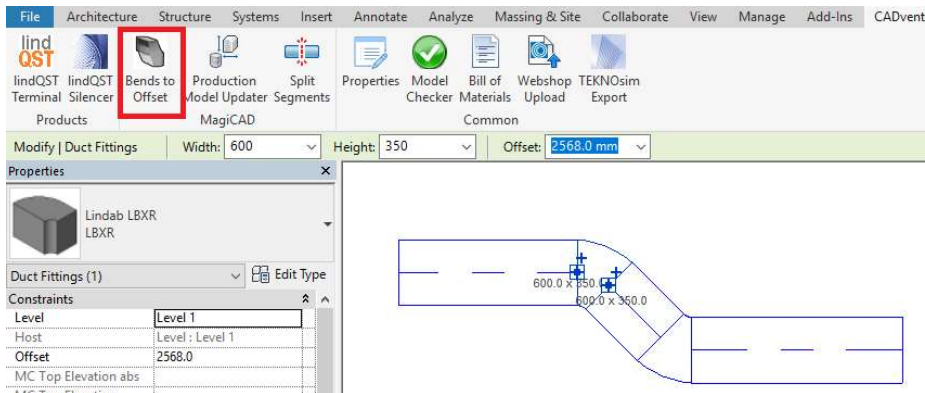 File Architecture Structure Systems Insert Annotate Analyze Massing & Site Collaborate View Manage Add-Ins CADvent
lind
QST
lindQST lindQST Bends to Production Split Properties Model Bill of Webshop TEKNOsim
Terminal Silencer Offset Model Updater Segments Checker Materials Upload Export
Products MagiCAD Common
Modify | Duct Fittings Width: 600 Height: 350 Offset: 2568.0 mm
Properties
Lindab LBXR
LBXR
Duct Fittings (1) Edit Type
Constraints
Level Level 1
Host Level : Level 1
Offset 2568.0
MC Top Elevation abs
600.0 x 350.0
600.0 x 350.0